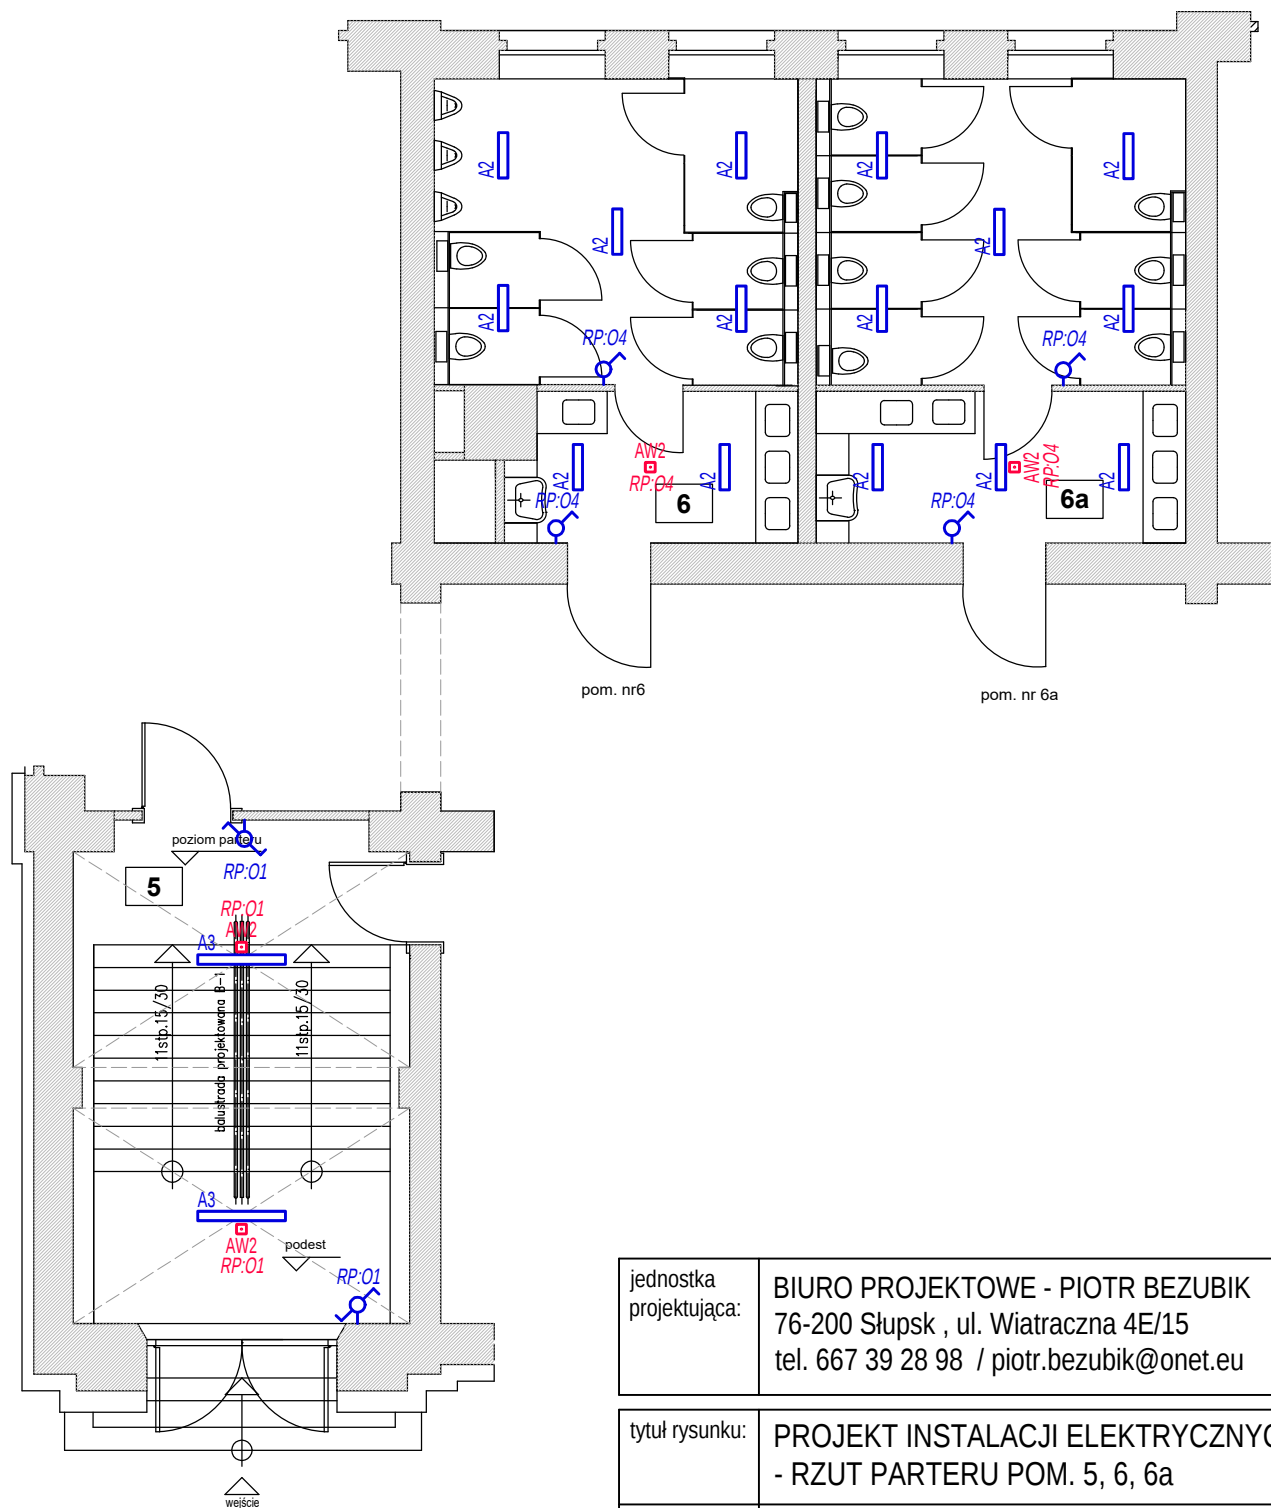 A2
A2
A2
A2
A2
A2
A2
A2
A2
A2
RP:O4
RP:O4
A2
AW2
RP:O4
A2
RP:O4
6
A2
A2
AW2
RP:O4
A2
RP:O4
6a
pom. nr6
pom. nr 6a
poziom parteru
RP:O1
5
RP:O1
AW2
A3
11stp.15/30
balustrada projektowana B-1
11stp.15/30
A3
AW2
RP:O1
podest
RP:O1
wejście
jednostka
projektująca:
BIURO PROJEKTOWE - PIOTR BEZUBIK
76-200 Słupsk , ul. Wiatraczna 4E/15
tel. 667 39 28 98 / piotr.bezubik@onet.eu
tytuł rysunku:
PROJEKT INSTALACJI ELEKTRYCZNYC
- RZUT PARTERU POM. 5, 6, 6a